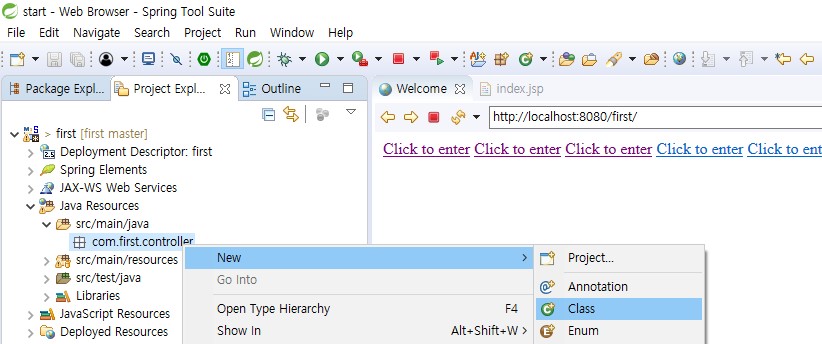 start - Web Browser - Spring Tool Suite
File Edit Navigate Search Project Run Window Help
Package Expl... Project Explo... Outline
Welcome index.jsp
http://localhost:8080/first/
Click to enter Click to enter Click to enter Click to enter Click to enter
> first [first master]
Deployment Descriptor: first
Spring Elements
JAX-WS Web Services
Java Resources
src/main/java
com.first.controller
src/main/resources
src/test/java
Libraries
JavaScript Resources
Deployed Resources
New
Go Into
Open Type Hierarchy F4
Show In Alt+Shift+W
Project...
Annotation
Class
Enum